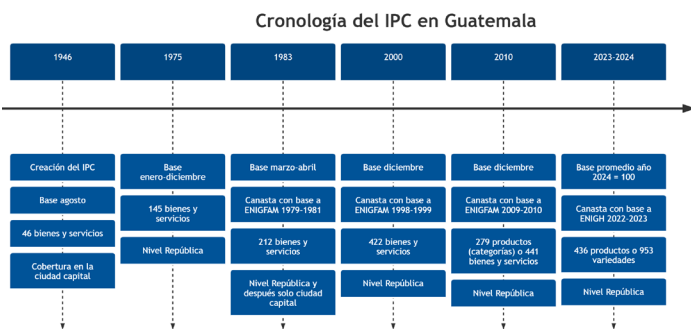 Cronología del IPC en Guatemala
1946
1975
1983
2000
2010
2023-2024
Creación del IPC
Base agosto
46 bienes y servicios
Cobertura en la
ciudad capital
Base
enero-diciembre
145 bienes y
servicios
Nivel República
Base marzo-abril
Canasta con base a
ENIGFAM 1979-1981
212 bienes y
servicios
Nivel República y
después solo ciudad
capital
Base diciembre
Canasta con base a
ENIGFAM 1998-1999
422 bienes y
servicios
Nivel República
Base diciembre
Canasta con base a
ENIGFAM 2009-2010
279 productos
(categorías) o 441
bienes y servicios
Nivel República
Base promedio año
2024 = 100
Canasta con base a
ENIGH 2022-2023
436 productos o 953
variedades
Nivel República